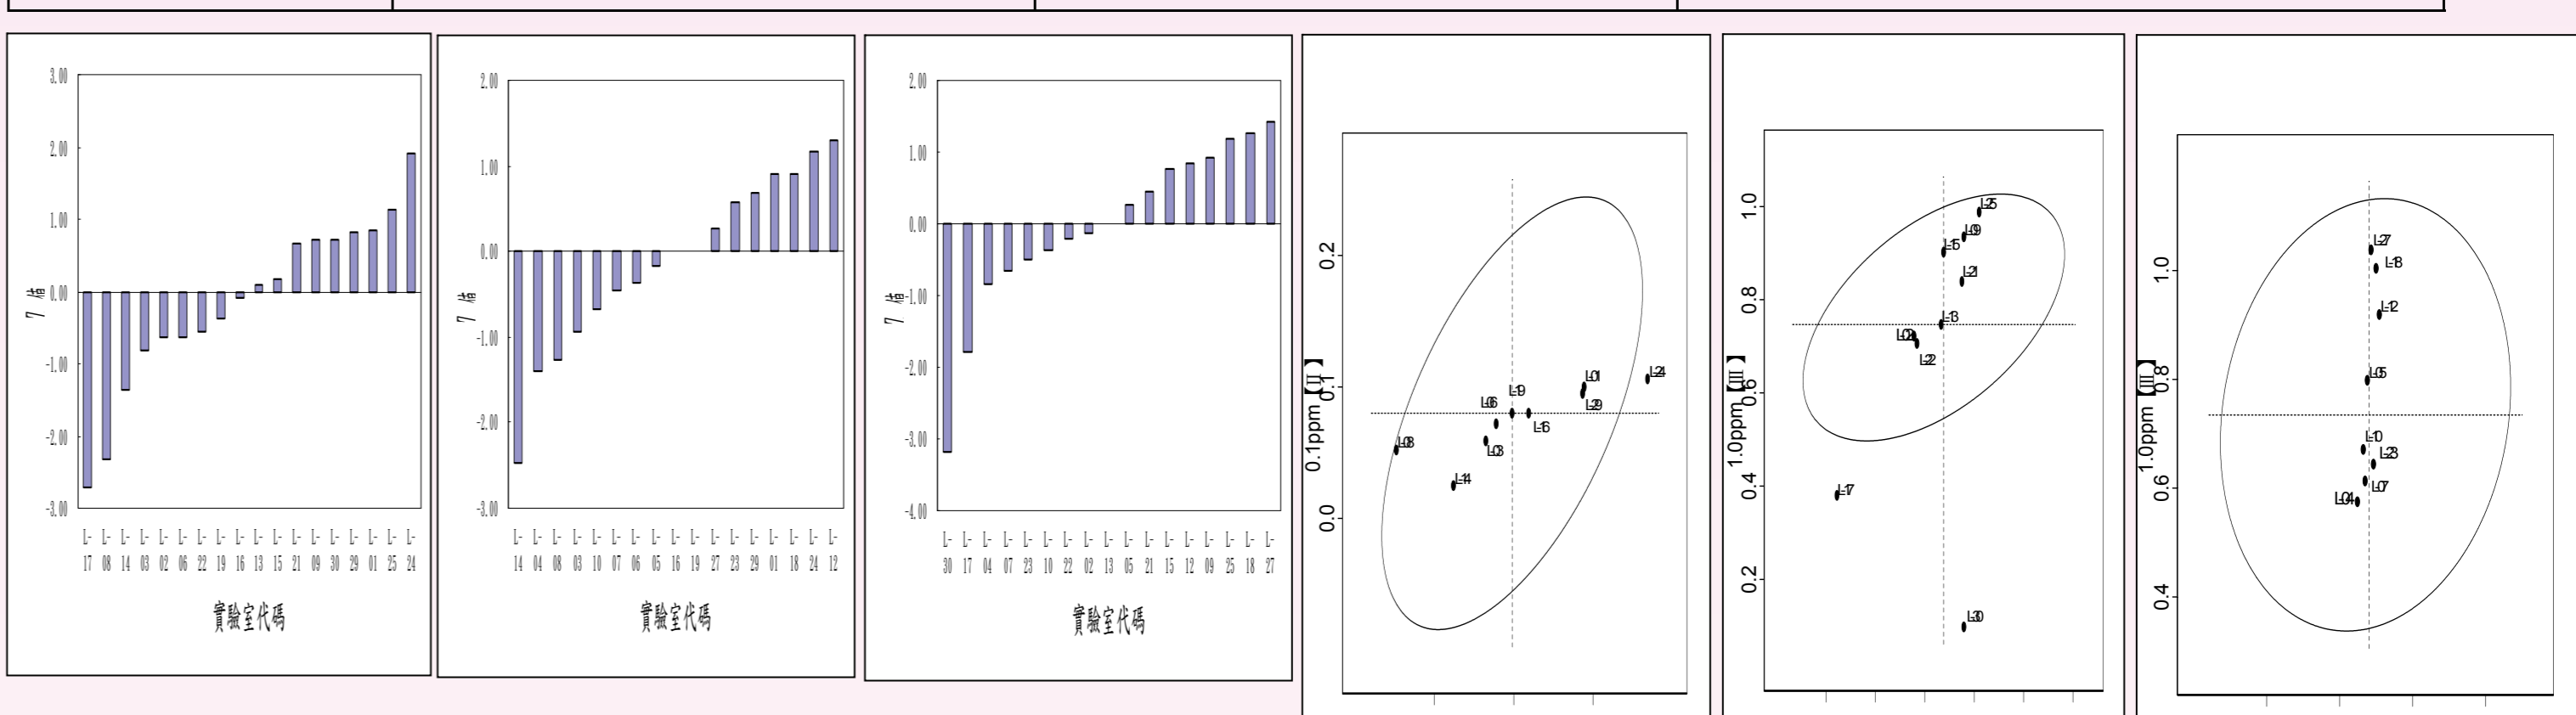 3.00
2.00
1.00
0.00
-1.00
-2.00
-3.00
L- L- L- L- L- L- L- L- L- L- L- L- L- L- L- L- L- L-
17 08 14 03 02 06 22 19 16 13 15 21 09 30 29 01 25 24
實驗室代碼
2.00
1.00
0.00
-1.00
-2.00
-3.00
L- L- L- L- L- L- L- L- L- L- L- L- L- L- L- L- L-
14 04 08 03 10 07 06 05 16 19 27 23 29 01 18 24 12
實驗室代碼
2.00
1.00
0.00
-1.00
-2.00
-3.00
-4.00
L- L- L- L- L- L- L- L- L- L- L- L- L- L- L- L- L-
30 17 04 07 23 10 22 02 13 05 21 15 12 09 25 18 27
實驗室代碼
0.1ppm【II】
0.2
0.1
0.0
L-19
L-01
L-24
L-06
L-29
L-16
L-08
L-03
L-14
1.0ppm【III】
1.0
0.8
0.6
0.4
0.2
L-25
L-09
L-15
L-21
L-13
L-22
L-17
L-30
1.0ppm【III】
1.0
0.8
0.6
0.4
L-27
L-18
L-12
L-05
L-10
L-23
L-07
L-04